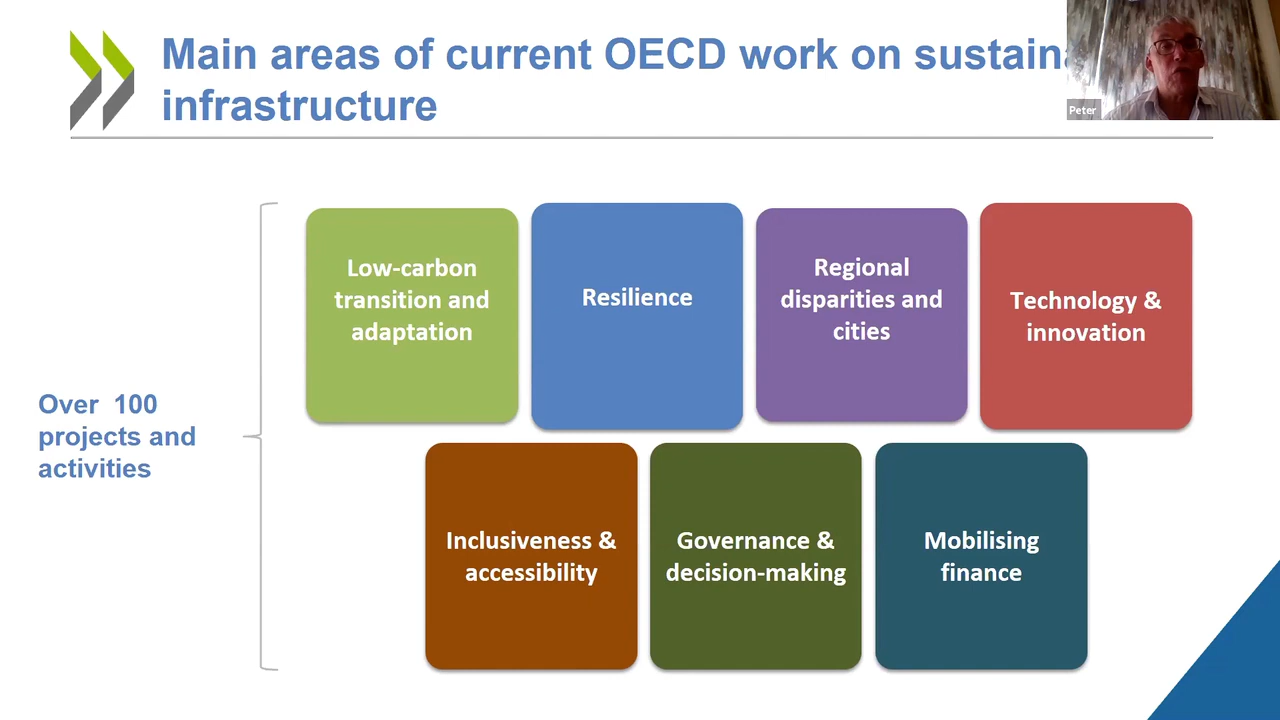 Main areas of current OECD work on sustaina
infrastructure
Peter
Low-carbon
transition and
adaptation
Resilience
Regional
disparities and
cities
Technology &
innovation
Over 100
projects and
activities
Inclusiveness &
accessibility
Governance &
decision-making
Mobilising
finance